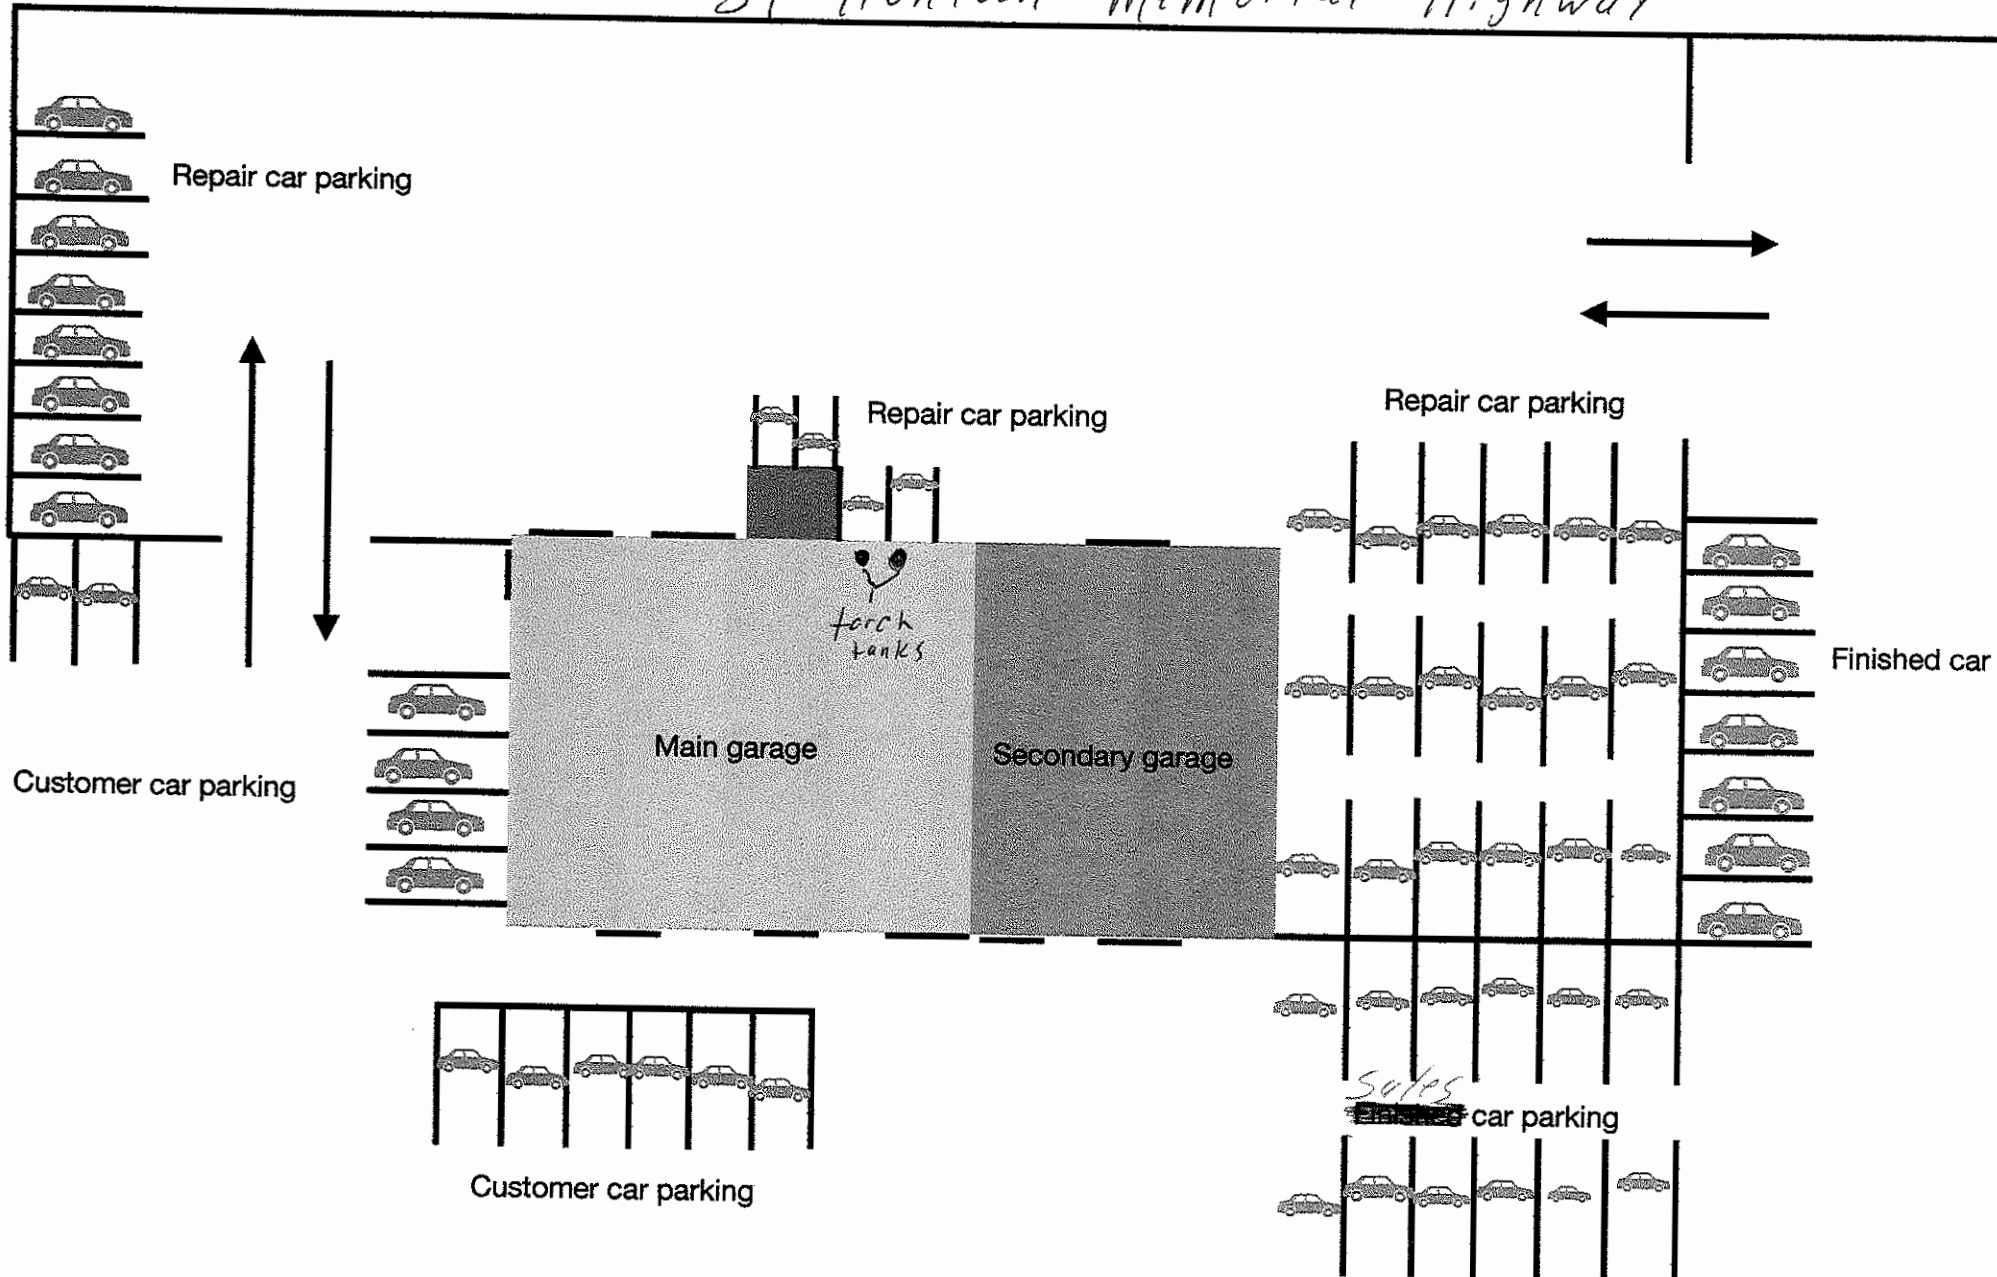 Memorial Highway
Repair car parking
Repair car parking
Repair car parking
torch
tanks
Finished car
Main garage
Secondary garage
Customer car parking
Sales
Finished car parking
Customer car parking